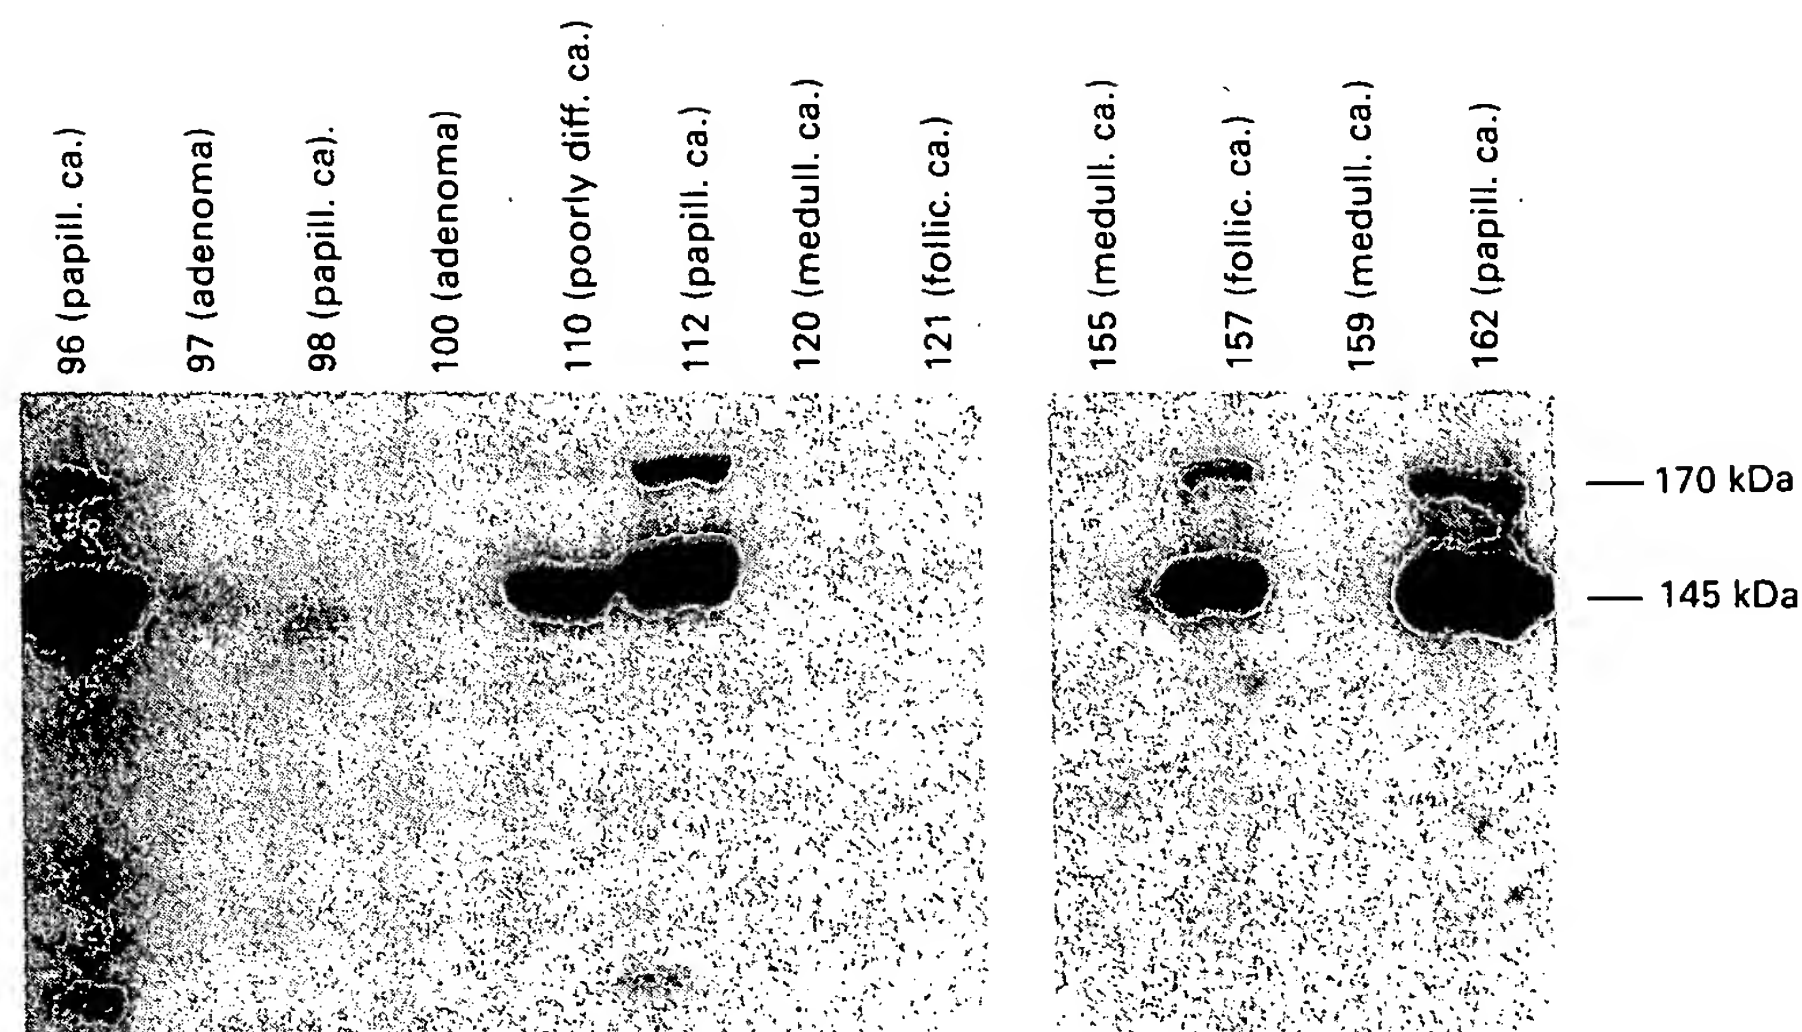 96 (papill. ca.)
97 (adenoma)
98 (papill. ca).
100 (adenoma)
110 (poorly diff. ca.)
112 (papill. ca.)
120 (medull. ca.)
121 (follic. ca.)
155 (medull. ca.)
157 (follic. ca.)
159 (medull. ca.)
162 (papill. ca.)
170 kDa
145 kDa